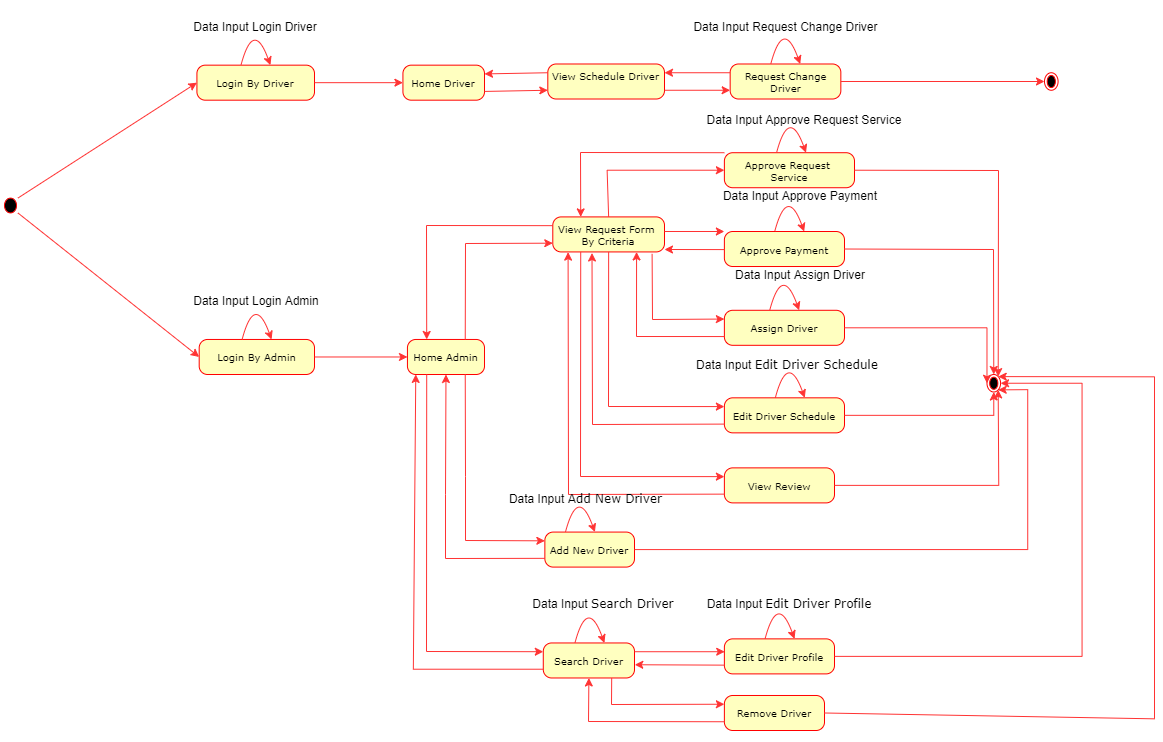 Data Input Login Driver
Data Input Request Change Driver
Login By Driver
Home Driver
View Schedule Driver
Request Change
Driver
Data Input Approve Request Service
Approve Request
Service
Data Input Approve Payment
View Request Form
By Criteria
Approve Payment
Data Input Assign Driver
Data Input Login Admin
Assign Driver
Login By Admin
Home Admin
Data Input Edit Driver Schedule
Edit Driver Schedule
View Review
Data Input Add New Driver
Add New Driver
Data Input Search Driver
Data Input Edit Driver Profile
Search Driver
Edit Driver Profile
Remove Driver